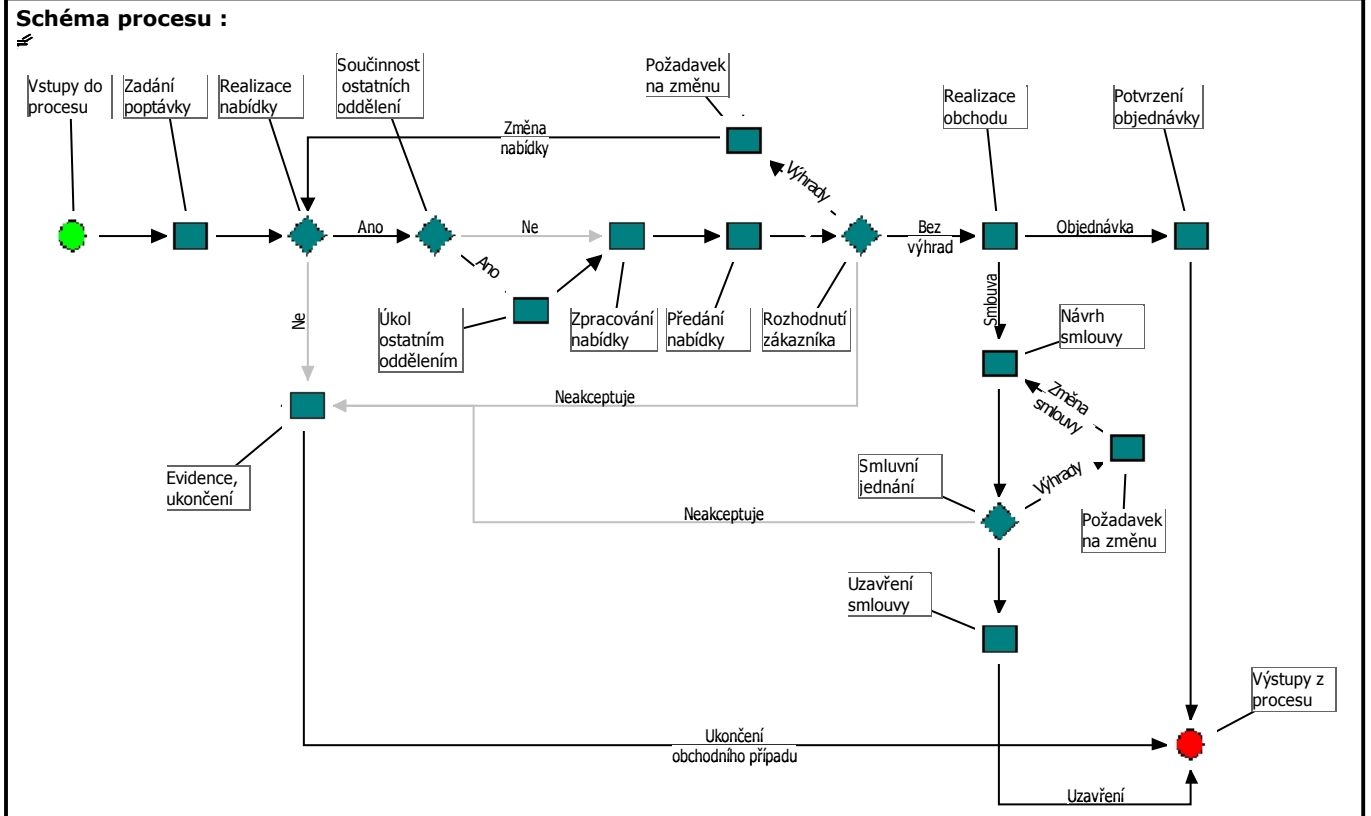 Schéma procesu :
Vstupy do
procesu
Zadání
poptávky
Realizace
nabídky
Součinnost
ostatních
oddělení
Požadavek
na změnu
Realizace
obchodu
Potvrzení
objednávky
Změna
nabídky
Výhrady
Ano
Ne
Bez
výhrad
Objednávka
Ano
Ne
Smlouva
Úkol
ostatním
oddělením
Zpracování
nabídky
Předání
nabídky
Rozhodnutí
zákazníka
Návrh
smlouvy
Neakceptuje
Změna
smlouvy
Evidence,
ukončení
Smluvní
jednání
Výhrady
Požadavek
na změnu
Neakceptuje
Uzavření
smlouvy
Výstupy z
procesu
Ukončení
obchodního případu
Uzavření